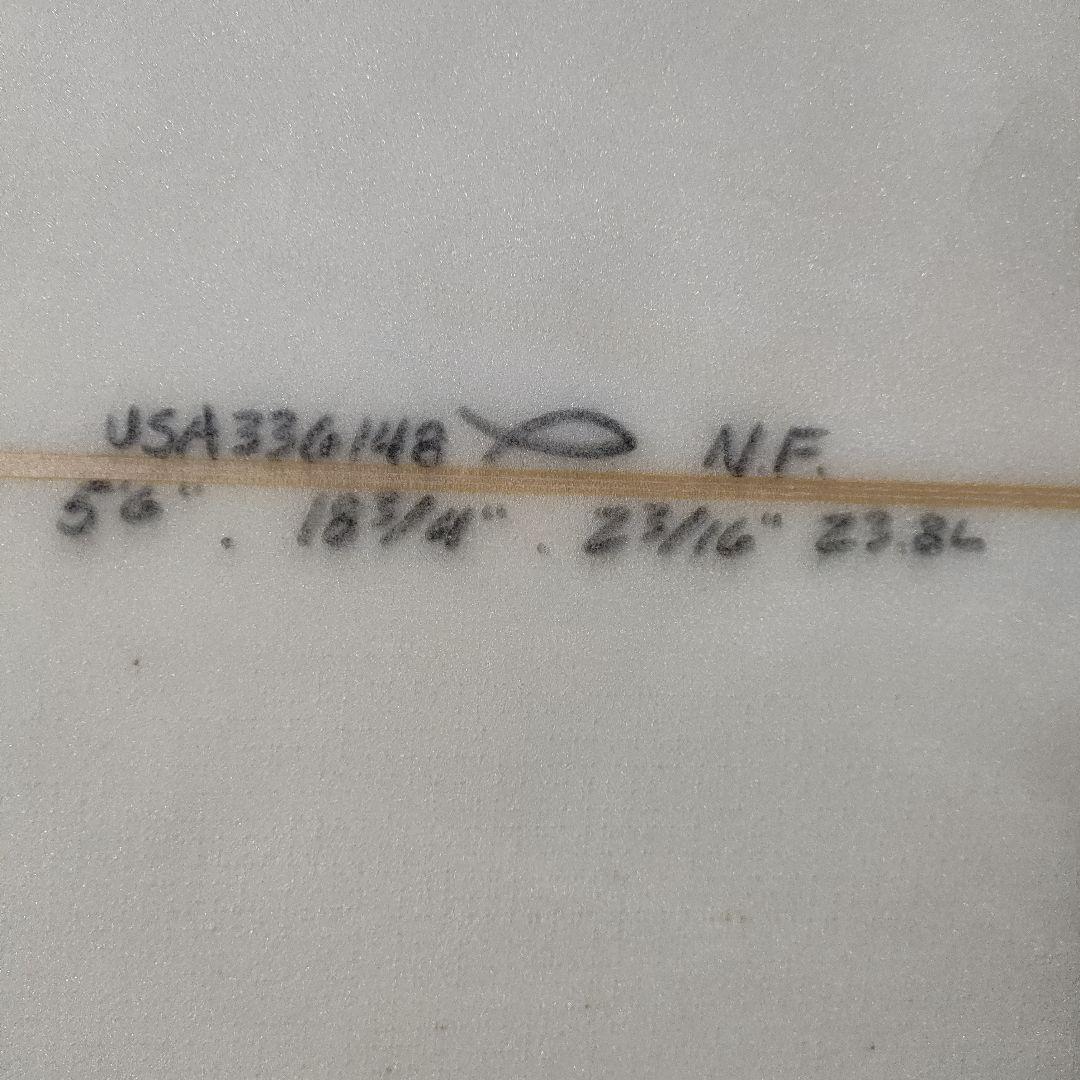 USA336148 N.F.
5'6" . 18 3/4" . 2 3/16" 23.8L